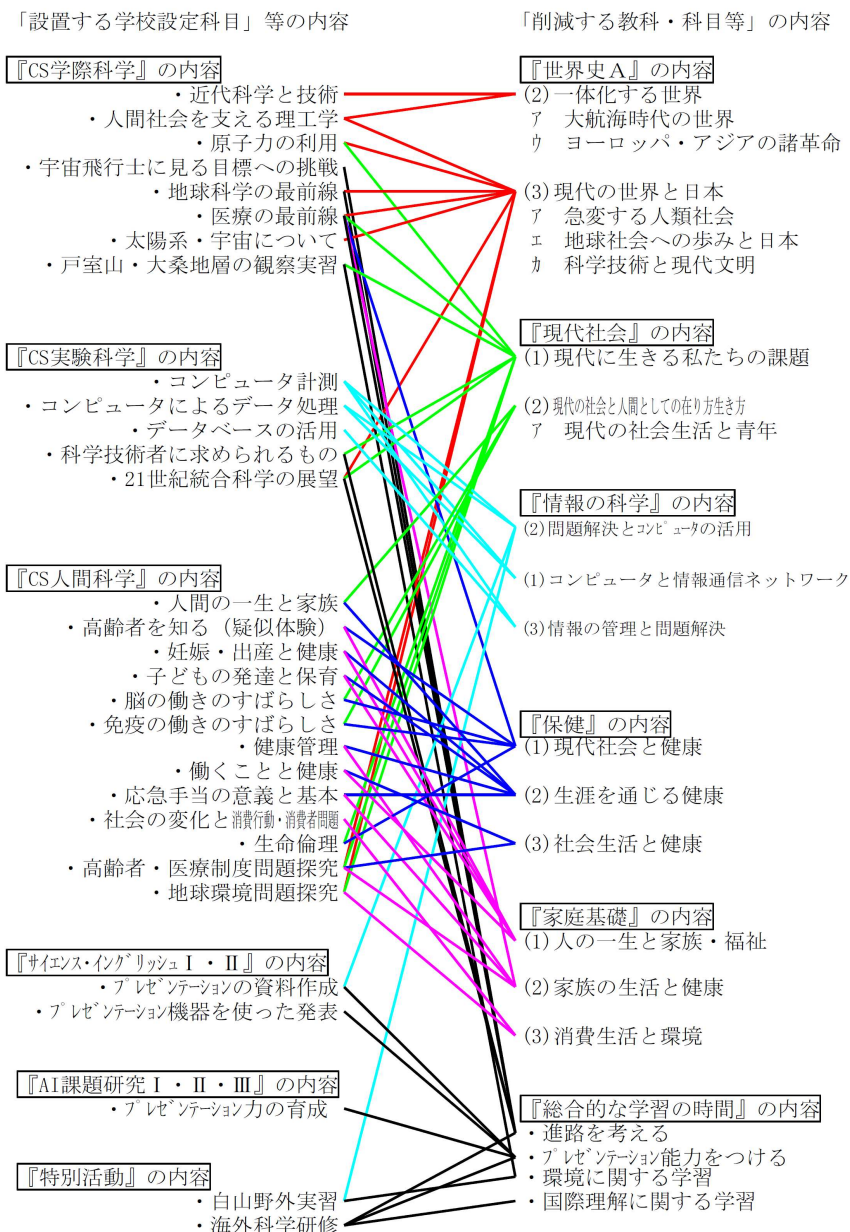 「設置する学校設定科目」等の内容
『CS学際科学』の内容
・近代科学と技術
・人間社会を支える理工学
・原子力の利用
・宇宙飛行士に見る目標への挑戦
・地球科学の最前線
・医療の最前線
・太陽系・宇宙について
・戸室山・大桑地層の観察実習
『CS実験科学』の内容
・コンピュータ計測
・コンピュータによるデータ処理
・データベースの活用
・科学技術者に求められるもの
・21世紀統合科学の展望
『CS人間科学』の内容
・人間の一生と家族
・高齢者を知る（疑似体験）
・妊娠・出産と健康
・子どもの発達と保育
・脳の働きのすばらしさ
・免疫の働きのすばらしさ
・健康管理
・働くことと健康
・応急手当の意義と基本
・社会の変化と消費行動・消費者問題
・生命倫理
・高齢者・医療制度問題探究
・地球環境問題探究
『ｻｲｴﾝｽ･ｲﾝｸﾞﾘｯｼｭⅠ・Ⅱ』の内容
・ﾌﾟﾚｾﾞﾝﾃｰｼｮﾝの資料作成
・ﾌﾟﾚｾﾞﾝﾃｰｼｮﾝ機器を使った発表
『AI課題研究Ⅰ・Ⅱ・Ⅲ』の内容
・ﾌﾟﾚｾﾞﾝﾃｰｼｮﾝ力の育成
『特別活動』の内容
・白山野外実習
・海外科学研修
「削減する教科・科目等」の内容
『世界史Ａ』の内容
(2)一体化する世界
ｱ 大航海時代の世界
ｳ ヨーロッパ・アジアの諸革命
(3)現代の世界と日本
ｱ 急変する人類社会
ｴ 地球社会への歩みと日本
ｶ 科学技術と現代文明
『現代社会』の内容
(1)現代に生きる私たちの課題
(2)現代の社会と人間としての在り方生き方
ｱ 現代の社会生活と青年
『情報の科学』の内容
(2)問題解決とｺﾝﾋﾟｭｰﾀの活用
(1)コンピュータと情報通信ネットワーク
(3)情報の管理と問題解決
『保健』の内容
(1)現代社会と健康
(2)生涯を通じる健康
(3)社会生活と健康
『家庭基礎』の内容
(1)人の一生と家族・福祉
(2)家族の生活と健康
(3)消費生活と環境
『総合的な学習の時間』の内容
・進路を考える
・ﾌﾟﾚｾﾞﾝﾃｰｼｮﾝ能力をつける
・環境に関する学習
・国際理解に関する学習